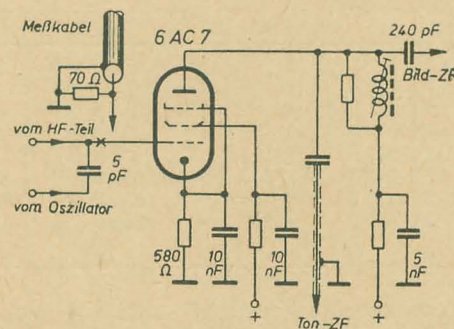 Meßkabel
6 AC 7
240 pF
70 Ω
Bild-ZF
vom HF-Teil
5 pF
vom Oszillator
580 Ω
10 nF
10 nF
5 nF
+
+
Ton-ZF